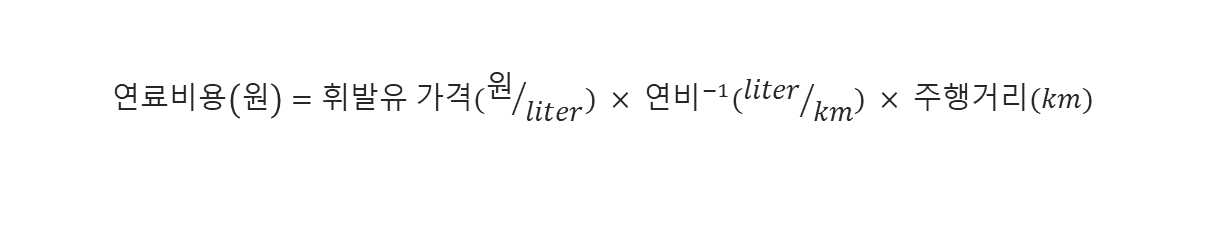 연료비용(원) = 휘발유 가격(원/liter) × 연비⁻¹(liter/km) × 주행거리(km)